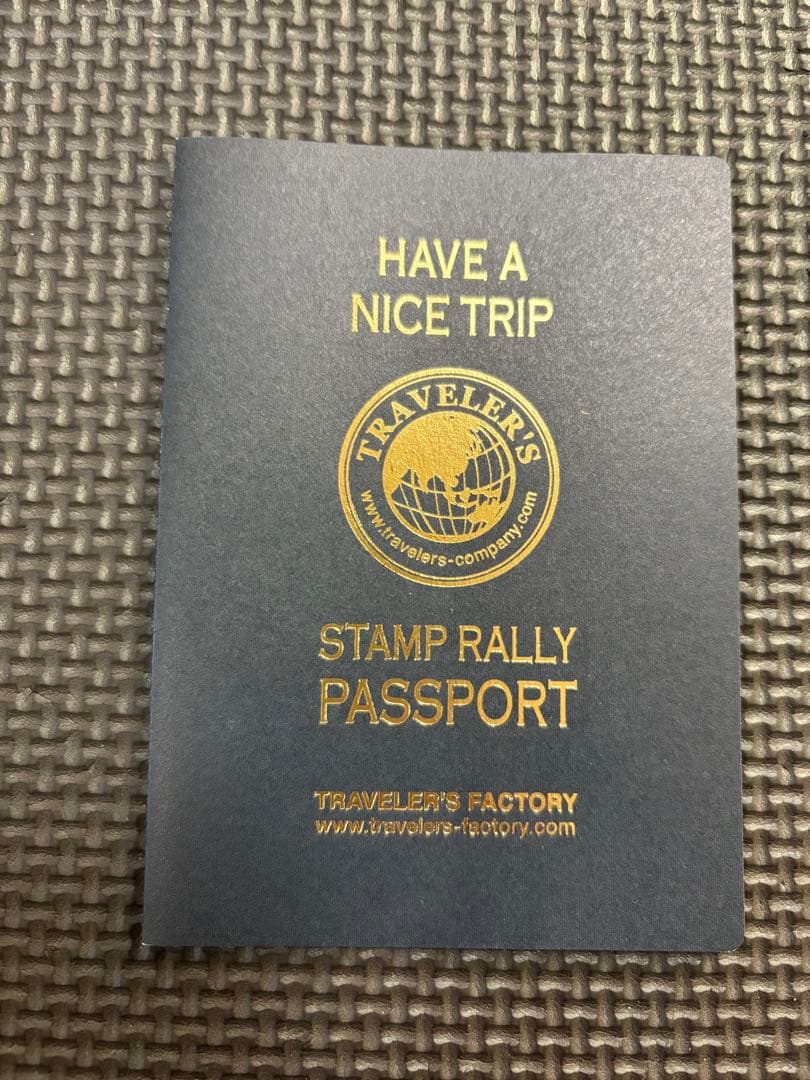 HAVE A
NICE TRIP
TRAVELER'S
www.travelers-company.com
STAMP RALLY
PASSPORT
TRAVELER'S FACTORY
www.travelers-factory.com